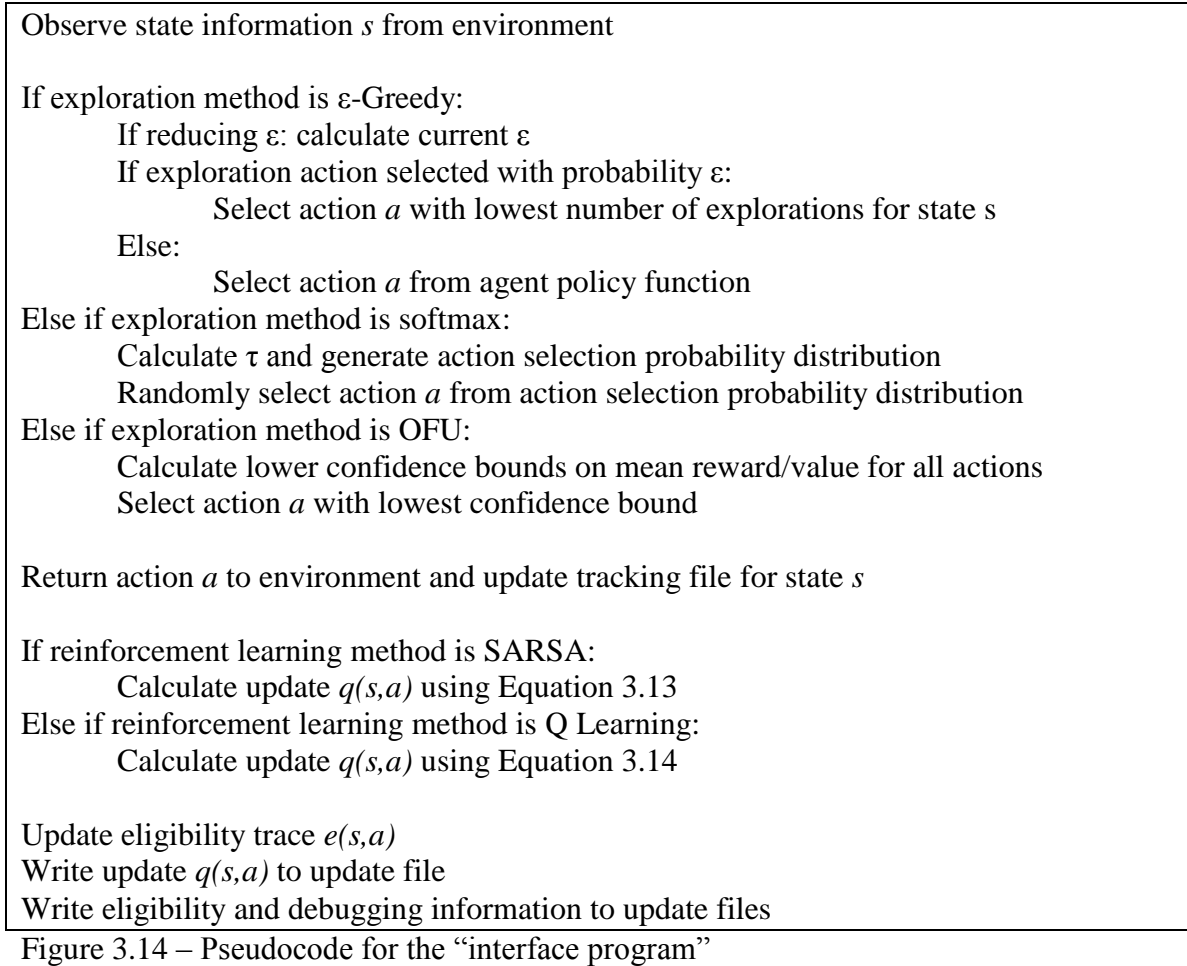 Observe state information s from environment
If exploration method is ε-Greedy:
If reducing ε: calculate current ε
If exploration action selected with probability ε:
Select action a with lowest number of explorations for state s
Else:
Select action a from agent policy function
Else if exploration method is softmax:
Calculate τ and generate action selection probability distribution
Randomly select action a from action selection probability distribution
Else if exploration method is OFU:
Calculate lower confidence bounds on mean reward/value for all actions
Select action a with lowest confidence bound
Return action a to environment and update tracking file for state s
If reinforcement learning method is SARSA:
Calculate update q(s,a) using Equation 3.13
Else if reinforcement learning method is Q Learning:
Calculate update q(s,a) using Equation 3.14
Update eligibility trace e(s,a)
Write update q(s,a) to update file
Write eligibility and debugging information to update files
Figure 3.14 – Pseudocode for the “interface program”